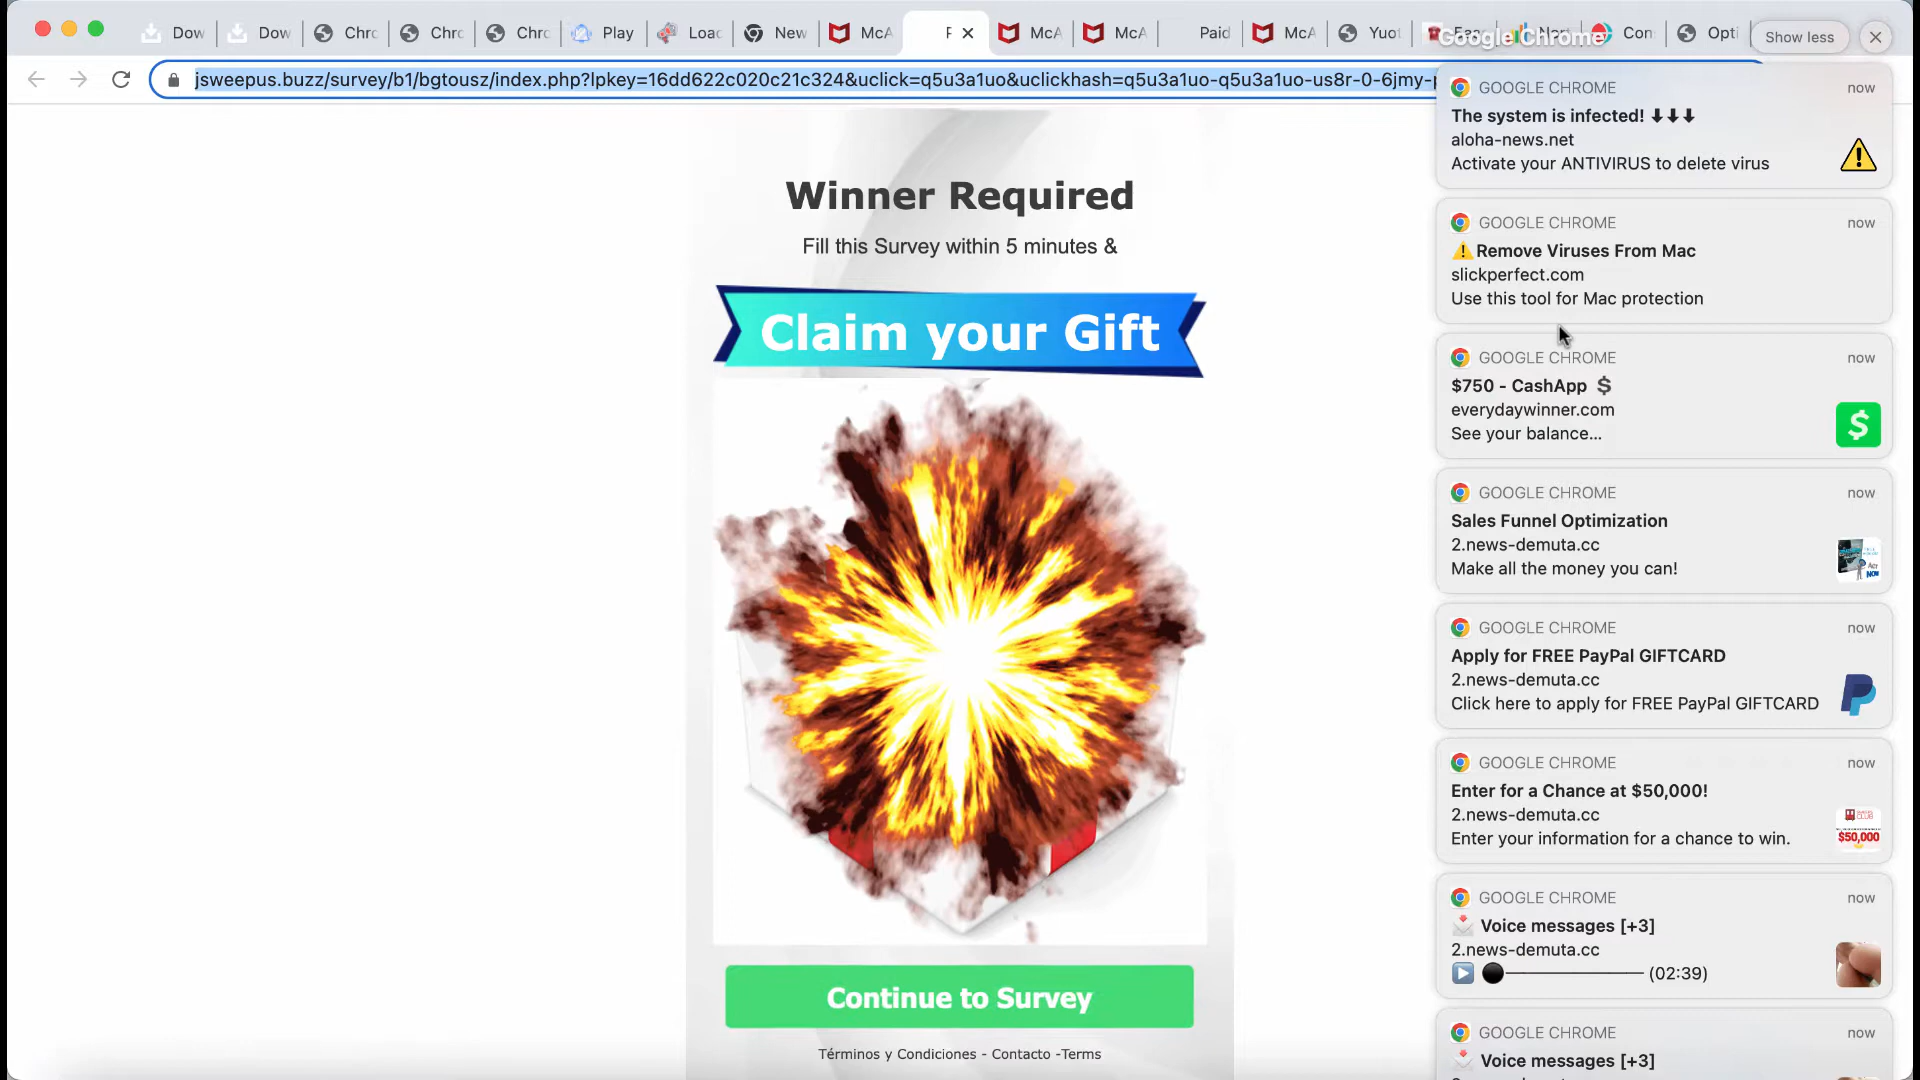 Dow
Dow
Chro
Chro
Chro
Play
Load
New
McA
McA
McA
Paid
McA
Yuot
Con
Opti
Google Chrome
Show less
jsweepus.buzz/survey/b1/bgtousz/index.php?lpkey=16dd622c020c21c324&uclick=q5u3a1uo&uclickhash=q5u3a1uo-q5u3a1uo-us8r-0-6jmy-
Winner Required
Fill this Survey within 5 minutes &
Claim your Gift
Continue to Survey
Términos y Condiciones - Contacto -Terms
GOOGLE CHROME
now
The system is infected! ⬇⬇⬇
aloha-news.net
Activate your ANTIVIRUS to delete virus
GOOGLE CHROME
now
⚠️Remove Viruses From Mac
slickperfect.com
Use this tool for Mac protection
GOOGLE CHROME
now
$750 - CashApp 💲
everydaywinner.com
See your balance...
GOOGLE CHROME
now
Sales Funnel Optimization
2.news-demuta.cc
Make all the money you can!
GOOGLE CHROME
now
Apply for FREE PayPal GIFTCARD
2.news-demuta.cc
Click here to apply for FREE PayPal GIFTCARD
GOOGLE CHROME
now
Enter for a Chance at $50,000!
2.news-demuta.cc
Enter your information for a chance to win.
$50,000
GOOGLE CHROME
now
📩 Voice messages [+3]
2.news-demuta.cc
▶️ ⚫──────── (02:39)
GOOGLE CHROME
now
📩 Voice messages [+3]